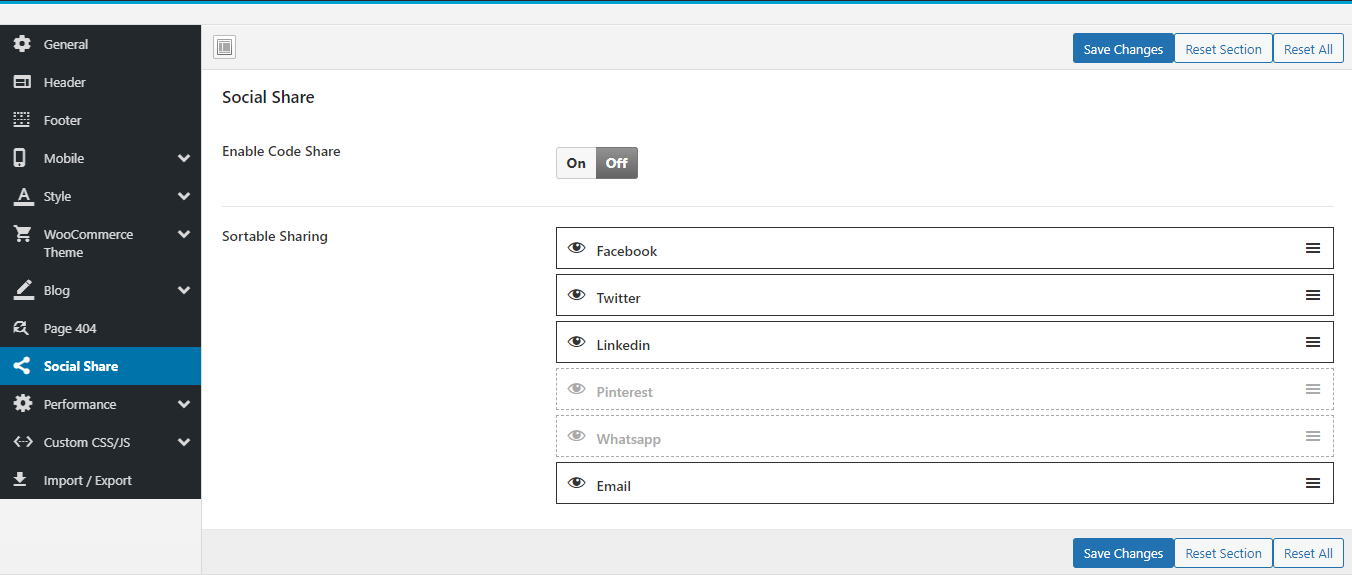 General
Header
Footer
Mobile
Style
WooCommerce
Theme
Blog
Page 404
Social Share
Performance
Custom CSS/JS
Import / Export
Save Changes
Reset Section
Reset All
Social Share
Enable Code Share
On
Off
Sortable Sharing
Facebook
Twitter
Linkedin
Pinterest
Whatsapp
Email
Save Changes
Reset Section
Reset All